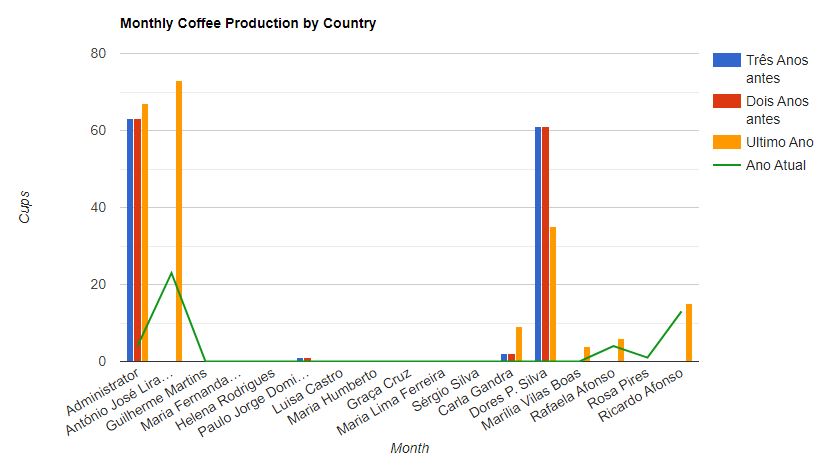 Monthly Coffee Production by Country
80
60
40
20
0
Cups
Três Anos
antes
Dois Anos
antes
Ultimo Ano
Ano Atual
Administrator
António José Lira…
Guilherme Martins
Maria Fernanda…
Helena Rodrigues
Paulo Jorge Domi…
Luisa Castro
Maria Humberto
Graça Cruz
Maria Lima Ferreira
Sérgio Silva
Carla Gandra
Dores P. Silva
Marília Vilas Boas
Rafaela Afonso
Rosa Pires
Ricardo Afonso
Month